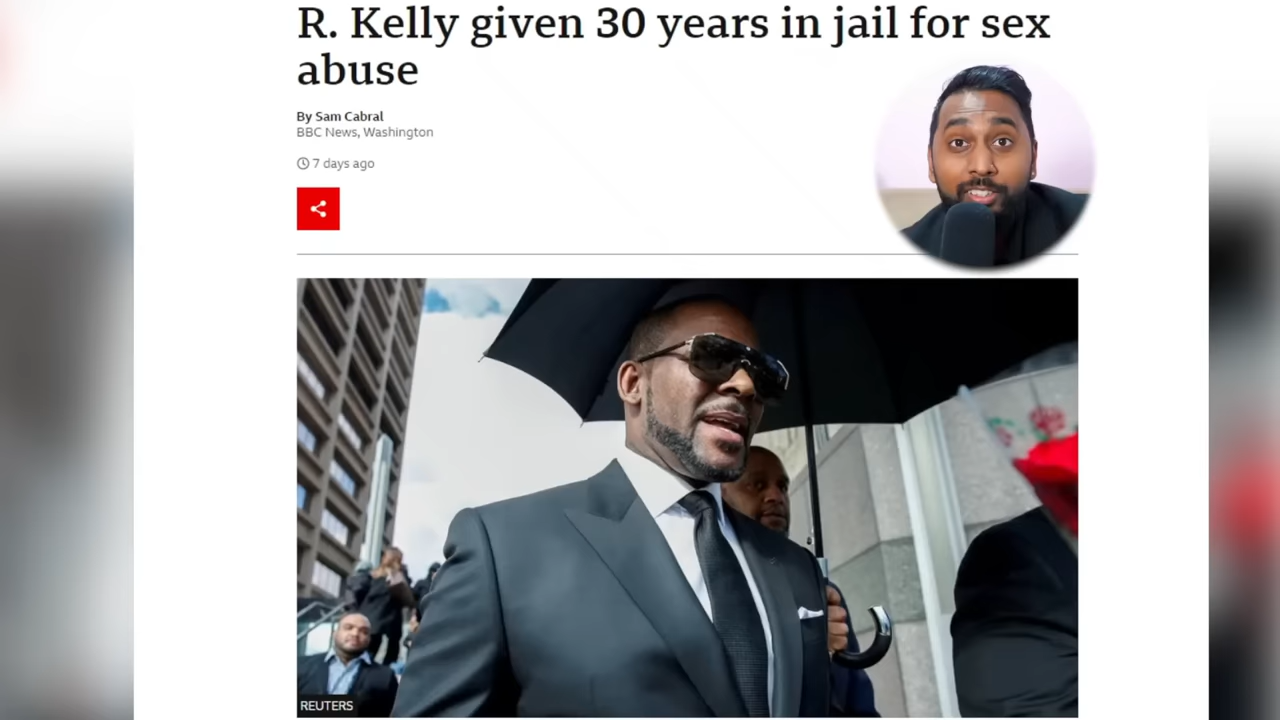 R. Kelly given 30 years in jail for sex
abuse
By Sam Cabral
BBC News, Washington
7 days ago
REUTERS